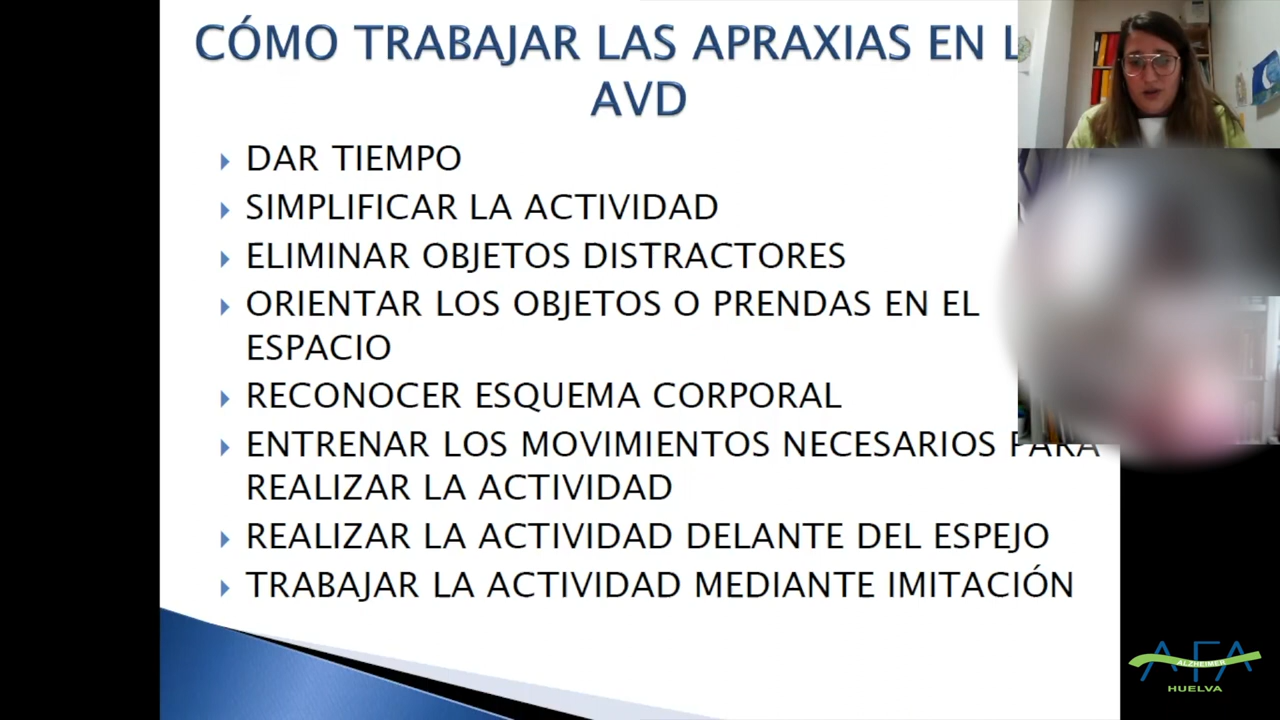 CÓMO TRABAJAR LAS APRAXIAS EN L
AVD
DAR TIEMPO
SIMPLIFICAR LA ACTIVIDAD
ELIMINAR OBJETOS DISTRACTORES
ORIENTAR LOS OBJETOS O PRENDAS EN EL
ESPACIO
RECONOCER ESQUEMA CORPORAL
ENTRENAR LOS MOVIMIENTOS NECESARIOS PARA
REALIZAR LA ACTIVIDAD
REALIZAR LA ACTIVIDAD DELANTE DEL ESPEJO
TRABAJAR LA ACTIVIDAD MEDIANTE IMITACIÓN
AFA
ALZHEIMER
HUELVA